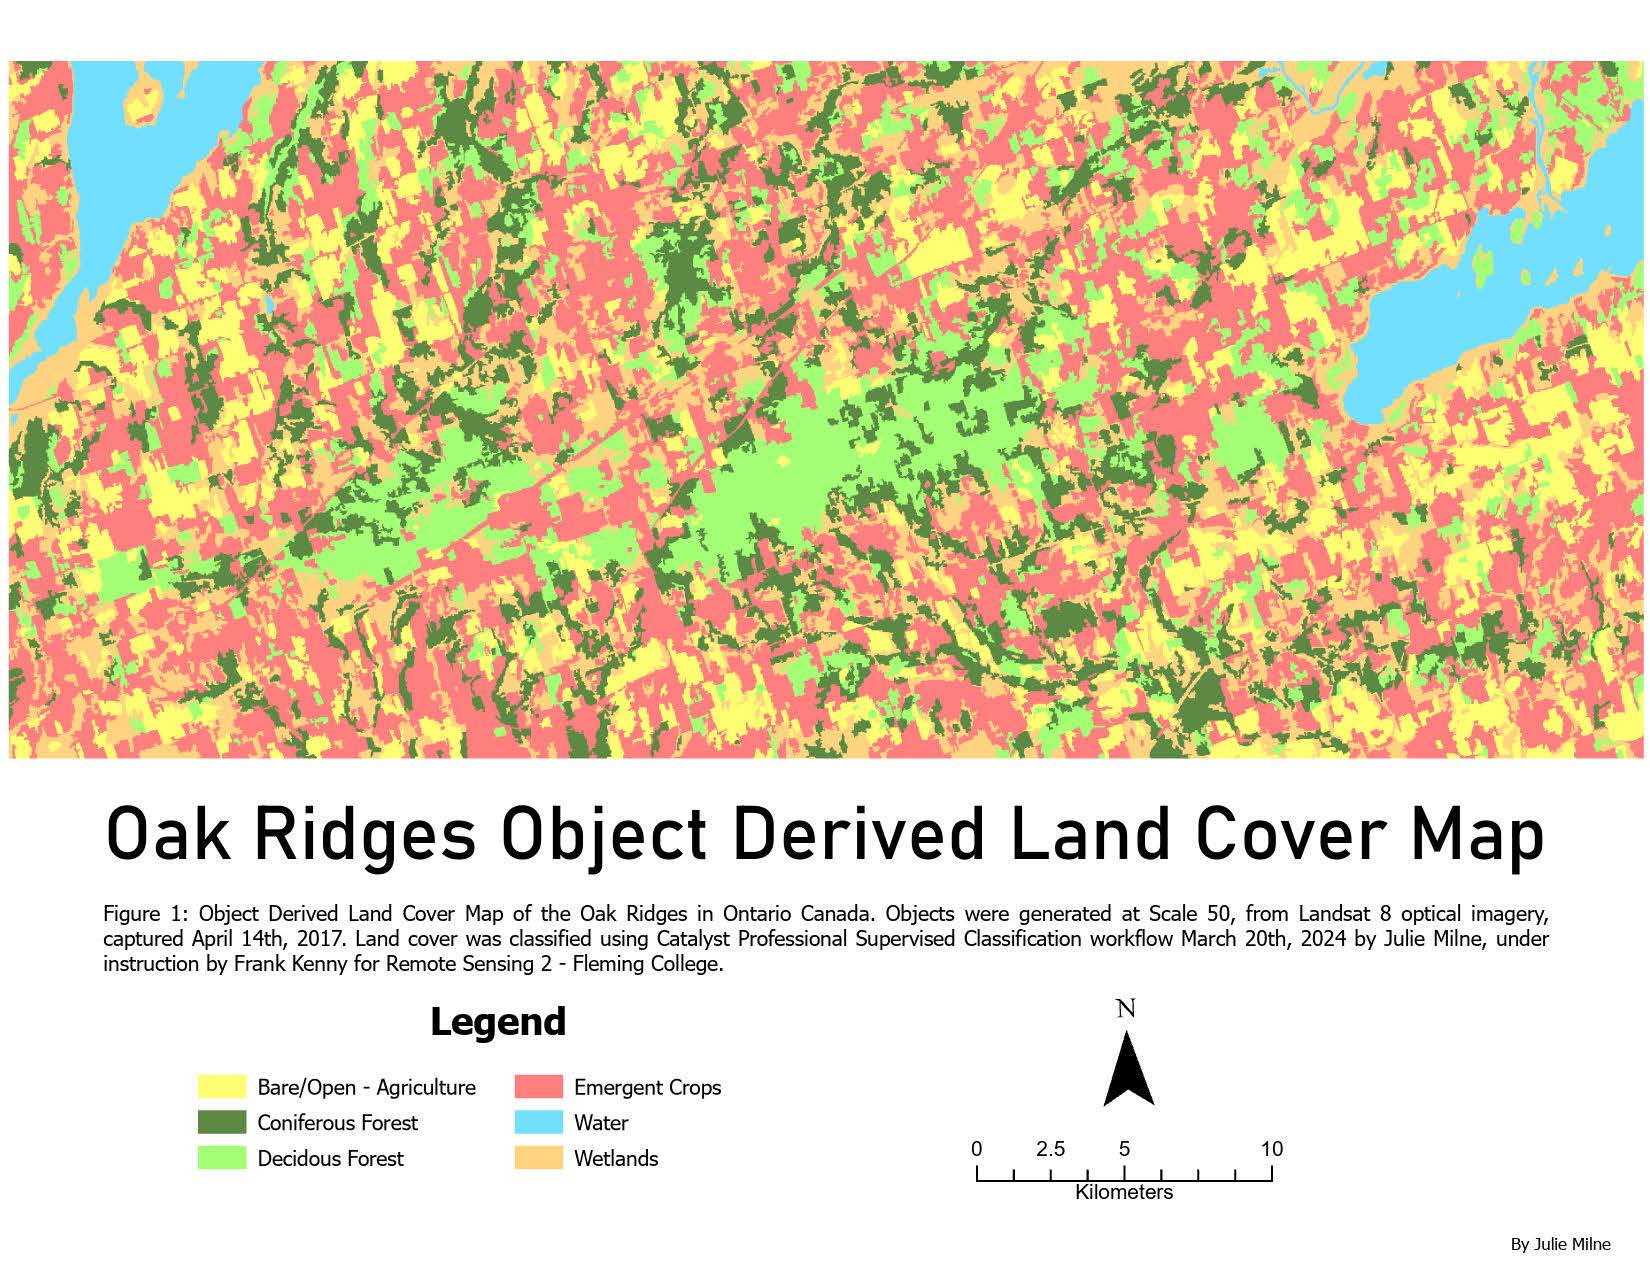 Oak Ridges Object Derived Land Cover Map
Figure 1: Object Derived Land Cover Map of the Oak Ridges in Ontario Canada. Objects were generated at Scale 50, from Landsat 8 optical imagery,
captured April 14th, 2017. Land cover was classified using Catalyst Professional Supervised Classification workflow March 20th, 2024 by Julie Milne, under
instruction by Frank Kenny for Remote Sensing 2 - Fleming College.
Legend
Bare/Open - Agriculture
Coniferous Forest
Decidous Forest
Emergent Crops
Water
Wetlands
N
0 2.5 5 10
Kilometers
By Julie Milne